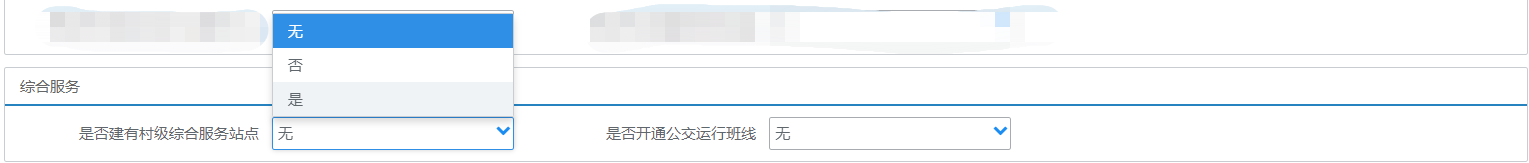 无
否
是
综合服务
是否建有村级综合服务站点 无
是否开通公交运行班线 无